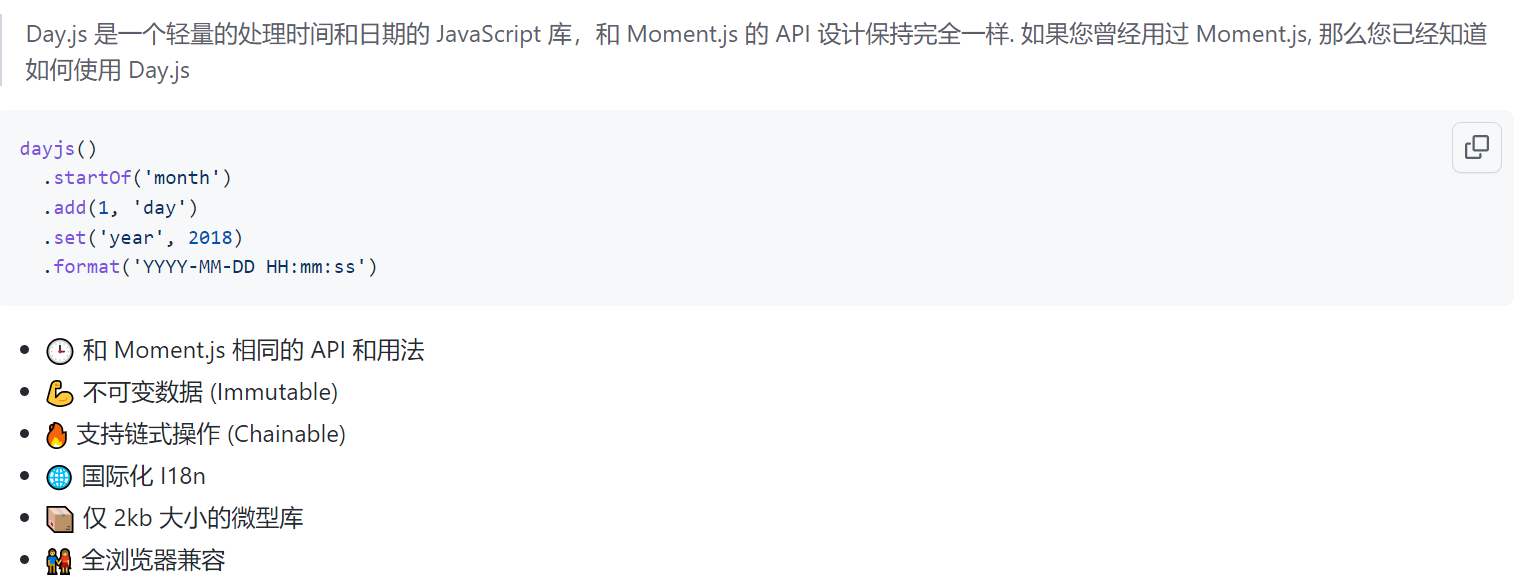 Day.js 是一个轻量的处理时间和日期的 JavaScript 库，和 Moment.js 的 API 设计保持完全一样. 如果您曾经用过 Moment.js, 那么您已经知道
如何使用 Day.js
dayjs()
  .startOf('month')
  .add(1, 'day')
  .set('year', 2018)
  .format('YYYY-MM-DD HH:mm:ss')
• 🕒 和 Moment.js 相同的 API 和用法
• 💪 不可变数据 (Immutable)
• 🔥 支持链式操作 (Chainable)
• 🌐 国际化 I18n
• 📦 仅 2kb 大小的微型库
• 👫 全浏览器兼容